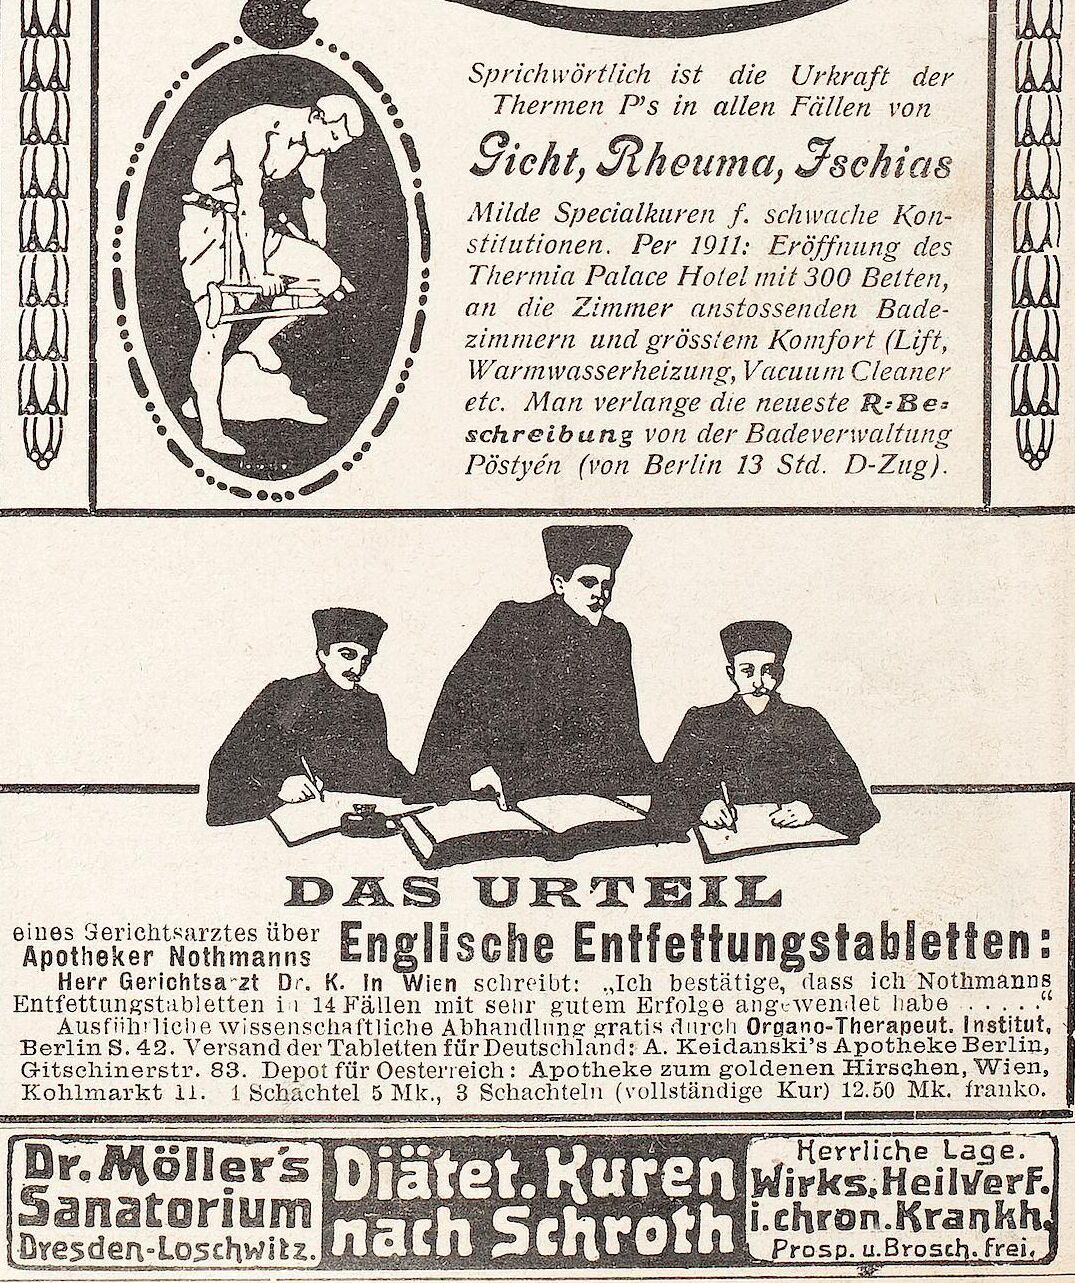 Sprichwörtlich ist die Urkraft der
Thermen P's in allen Fällen von
Gicht, Rheuma, Ischias
Milde Specialkuren f. schwache Kon-
stitutionen. Per 1911: Eröffnung des
Thermia Palace Hotel mit 300 Betten,
an die Zimmer anstossenden Bade-
zimmern und grösstem Komfort (Lift,
Warmwasserheizung, Vacuum Cleaner
etc. Man verlange die neueste R-Be-
schreibung von der Badeverwaltung
Pöstyén (von Berlin 13 Std. D-Zug).
DAS URTEIL
eines Gerichtsarztes über
Apotheker Nothmanns Englische Entfettungstabletten:
Herr Gerichtsarzt Dr. K. in Wien schreibt: „Ich bestätige, dass ich Nothmanns
Entfettungstabletten in 14 Fällen mit sehr gutem Erfolge angewendet habe . . . . .“
Ausführliche wissenschaftliche Abhandlung gratis durch Organo-Therapeut. Institut,
Berlin S. 42. Versand der Tabletten für Deutschland: A. Keidanski's Apotheke Berlin,
Gitschinerstr. 83. Depot für Oesterreich: Apotheke zum goldenen Hirschen, Wien,
Kohlmarkt 11. 1 Schachtel 5 Mk., 3 Schachteln (vollständige Kur) 12.50 Mk. franko.
Dr. Möller's
Sanatorium
Dresden-Loschwitz.
Diätet. Kuren
nach Schroth
Herrliche Lage.
Wirks. Heilverf.
i. chron. Krankh.
Prosp. u. Brosch. frei.